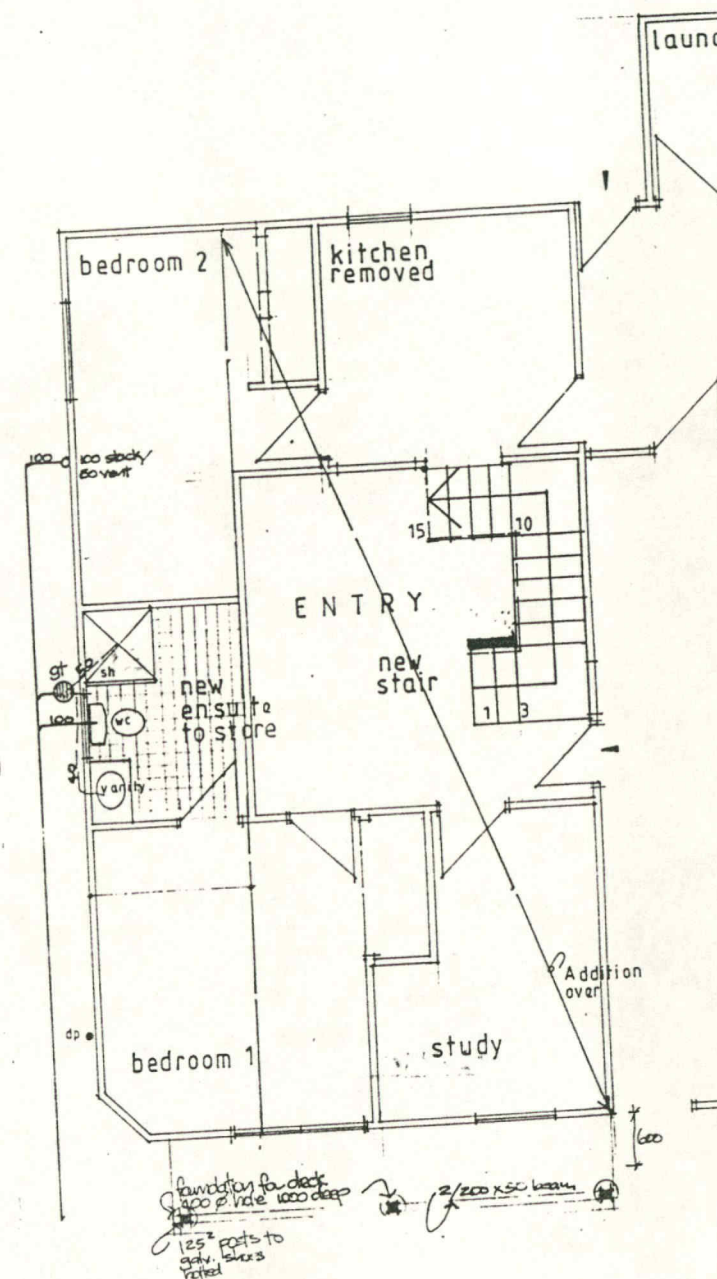 laund
bedroom 2
kitchen
removed
100
100 stack/
80 vent
15
10
ENTRY
new
stair
1
3
gt
50
sh
new
ensuite
to store
100
wc
vanity
40
Addition
over
dp
bedroom 1
study
600
foundation for deck
400 ø hole 1000 deep
2/200 x 50 beam
125² posts to
galv. shoes
bolted